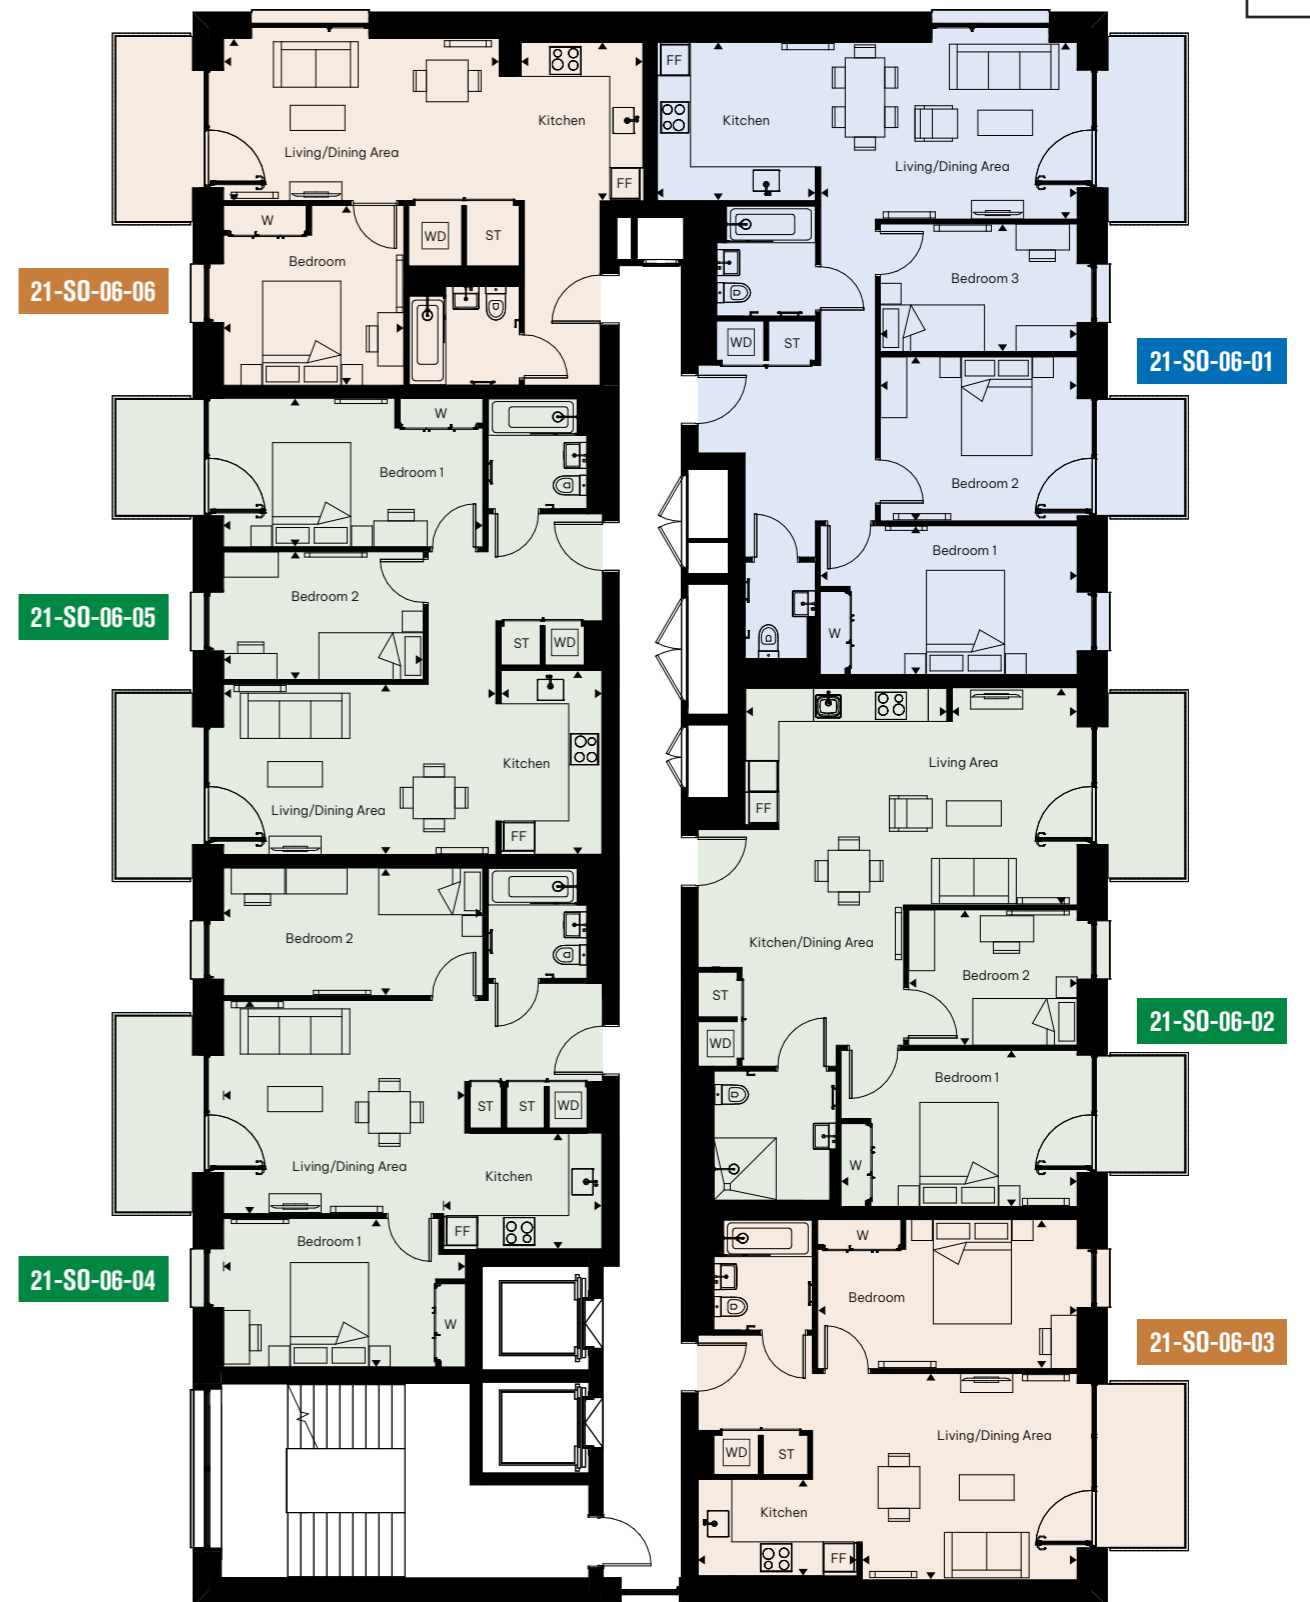 FF
Kitchen
Kitchen
Living/Dining Area
Living/Dining Area
FF
W
WD
ST
Bedroom
21-SO-06-06
Bedroom 3
WD
ST
21-SO-06-01
W
Bedroom 1
Bedroom 2
Bedroom 1
Bedroom 2
21-SO-06-05
ST
WD
W
Kitchen
Living Area
Living/Dining Area
FF
FF
Bedroom 2
Kitchen/Dining Area
Bedroom 2
ST
WD
21-SO-06-02
Bedroom 1
ST
ST
WD
Living/Dining Area
Kitchen
W
FF
Bedroom 1
W
21-SO-06-04
Bedroom
W
21-SO-06-03
Living/Dining Area
WD
ST
Kitchen
FF